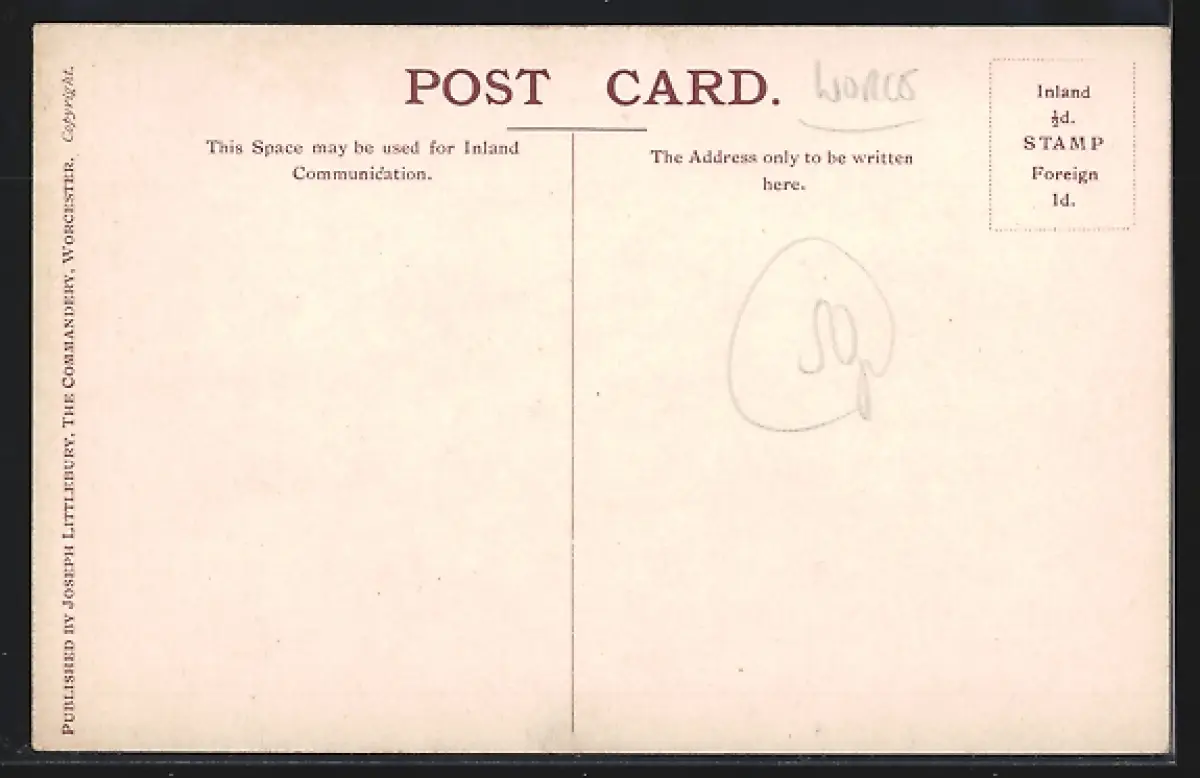 POST CARD.
WORCS
This Space may be used for Inland
Communication.
The Address only to be written
here.
Inland
½d.
STAMP
Foreign
1d.
50p
PUBLISHED BY JOSEPH LITTLEBURY, THE COMMANDERY, WORCESTER. Copyright.